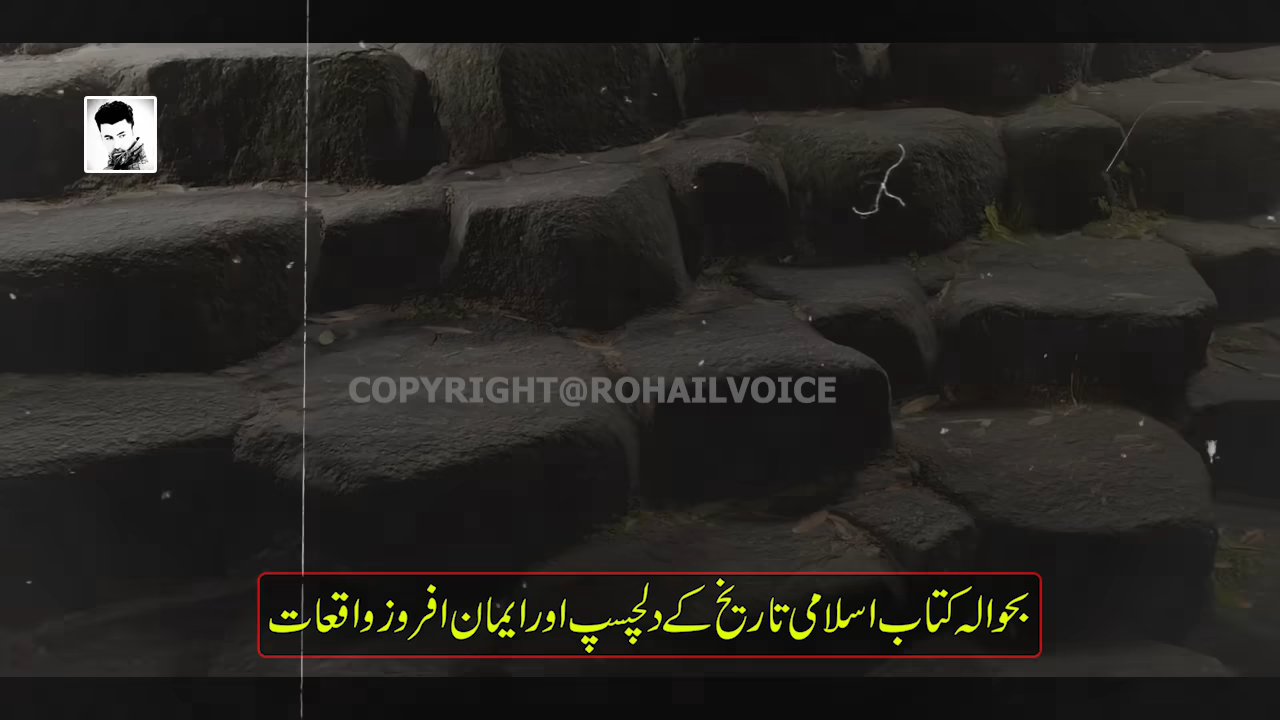 COPYRIGHT@ROHAILVOICE
بحوالہ کتاب اسلامی تاریخ کے دلچسپ اور ایمان افروز واقعات